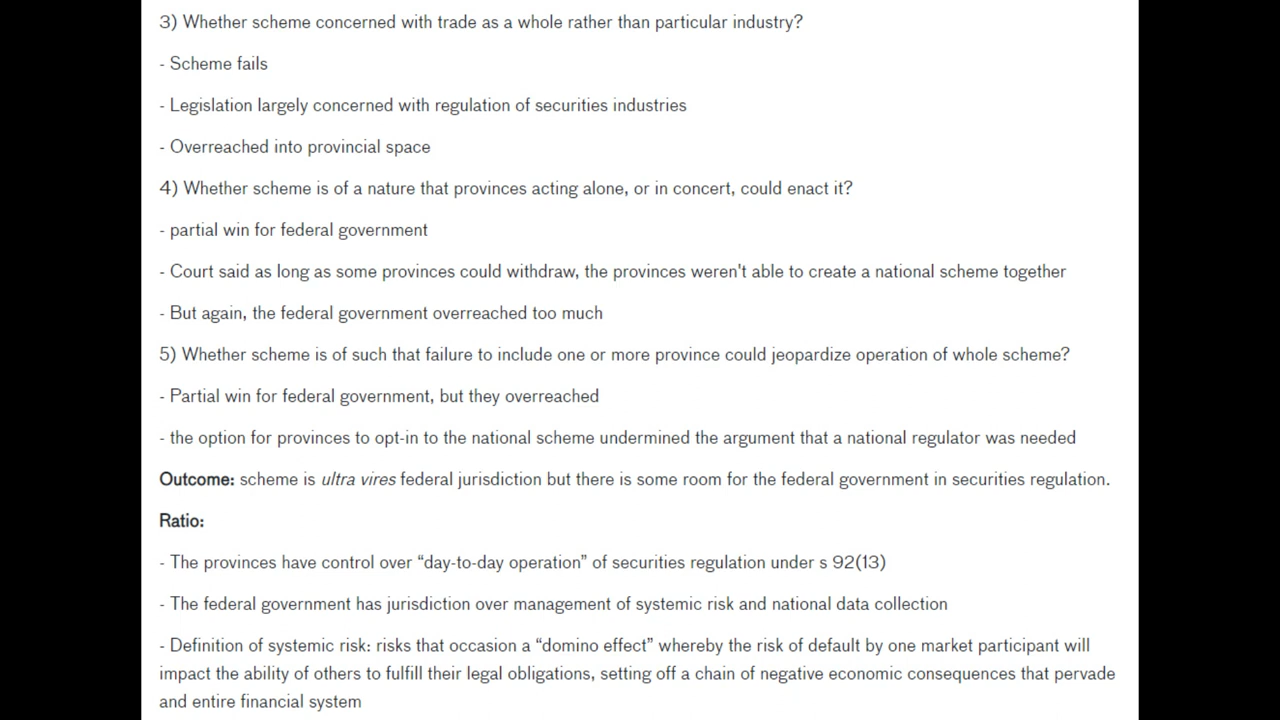 3) Whether scheme concerned with trade as a whole rather than particular industry?
- Scheme fails
- Legislation largely concerned with regulation of securities industries
- Overreached into provincial space
4) Whether scheme is of a nature that provinces acting alone, or in concert, could enact it?
- partial win for federal government
- Court said as long as some provinces could withdraw, the provinces weren't able to create a national scheme together
- But again, the federal government overreached too much
5) Whether scheme is of such that failure to include one or more province could jeopardize operation of whole scheme?
- Partial win for federal government, but they overreached
- the option for provinces to opt-in to the national scheme undermined the argument that a national regulator was needed
Outcome: scheme is ultra vires federal jurisdiction but there is some room for the federal government in securities regulation.
Ratio:
- The provinces have control over “day-to-day operation” of securities regulation under s 92(13)
- The federal government has jurisdiction over management of systemic risk and national data collection
- Definition of systemic risk: risks that occasion a “domino effect” whereby the risk of default by one market participant will
impact the ability of others to fulfill their legal obligations, setting off a chain of negative economic consequences that pervade
and entire financial system